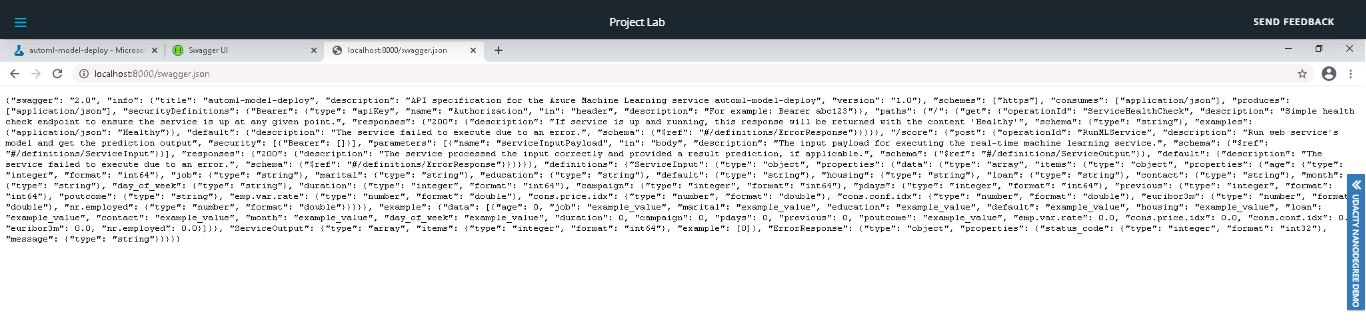 Project Lab
SEND FEEDBACK
automl-model-deploy - Microso
Swagger UI
localhost:8000/swagger.json
localhost:8000/swagger.json
{"swagger": "2.0", "info": {"title": "automl-model-deploy", "description": "API specification for the Azure Machine Learning service automl-model-deploy", "version": "1.0"}, "schemes": ["https"], "consumes": ["application/json"], "produces":
["application/json"], "securityDefinitions": {"Bearer": {"type": "apiKey", "name": "Authorization", "in": "header", "description": "For example: Bearer abc123"}}, "paths": {"/": {"get": {"operationId": "ServiceHealthCheck", "description": "Simple health
check endpoint to ensure the service is up at any given point.", "responses": {"200": {"description": "If service is up and running, this response will be returned with the content 'Healthy'", "schema": {"type": "string"}, "examples":
{"application/json": "Healthy"}}, "default": {"description": "The service failed to execute due to an error.", "schema": {"$ref": "#/definitions/ErrorResponse"}}}}}, "/score": {"post": {"operationId": "RunMLService", "description": "Run web service's
model and get the prediction output", "security": [{"Bearer": []}], "parameters": [{"name": "serviceInputPayload", "in": "body", "description": "The input payload for executing the real-time machine learning service.", "schema": {"$ref":
"#/definitions/ServiceInput"}}], "responses": {"200": {"description": "The service processed the input correctly and provided a result prediction, if applicable.", "schema": {"$ref": "#/definitions/ServiceOutput"}}, "default": {"description": "The
service failed to execute due to an error.", "schema": {"$ref": "#/definitions/ErrorResponse"}}}}}}, "definitions": {"ServiceInput": {"type": "object", "properties": {"data": {"type": "array", "items": {"type": "object", "properties": {"age": {"type":
"integer", "format": "int64"}, "job": {"type": "string"}, "marital": {"type": "string"}, "education": {"type": "string"}, "default": {"type": "string"}, "housing": {"type": "string"}, "loan": {"type": "string"}, "contact": {"type": "string"}, "month":
{"type": "string"}, "day_of_week": {"type": "string"}, "duration": {"type": "integer", "format": "int64"}, "campaign": {"type": "integer", "format": "int64"}, "pdays": {"type": "integer", "format": "int64"}, "previous": {"type": "integer", "format":
"int64"}, "poutcome": {"type": "string"}, "emp.var.rate": {"type": "number", "format": "double"}, "cons.price.idx": {"type": "number", "format": "double"}, "cons.conf.idx": {"type": "number", "format": "double"}, "euribor3m": {"type": "number", "format
"double"}, "nr.employed": {"type": "number", "format": "double"}}}}}, "example": {"data": [{"age": 0, "job": "example_value", "marital": "example_value", "education": "example_value", "default": "example_value", "housing": "example_value", "loan":
"example_value", "contact": "example_value", "month": "example_value", "day_of_week": "example_value", "duration": 0, "campaign": 0, "pdays": 0, "previous": 0, "poutcome": "example_value", "emp.var.rate": 0.0, "cons.price.idx": 0.0, "cons.conf.idx": 0.
"euribor3m": 0.0, "nr.employed": 0.0}]}}, "ServiceOutput": {"type": "array", "items": {"type": "integer", "format": "int64"}, "example": [0]}, "ErrorResponse": {"type": "object", "properties": {"status_code": {"type": "integer", "format": "int32"},
"message": {"type": "string"}}}}}
UDACITY NANODEGREE DEMO